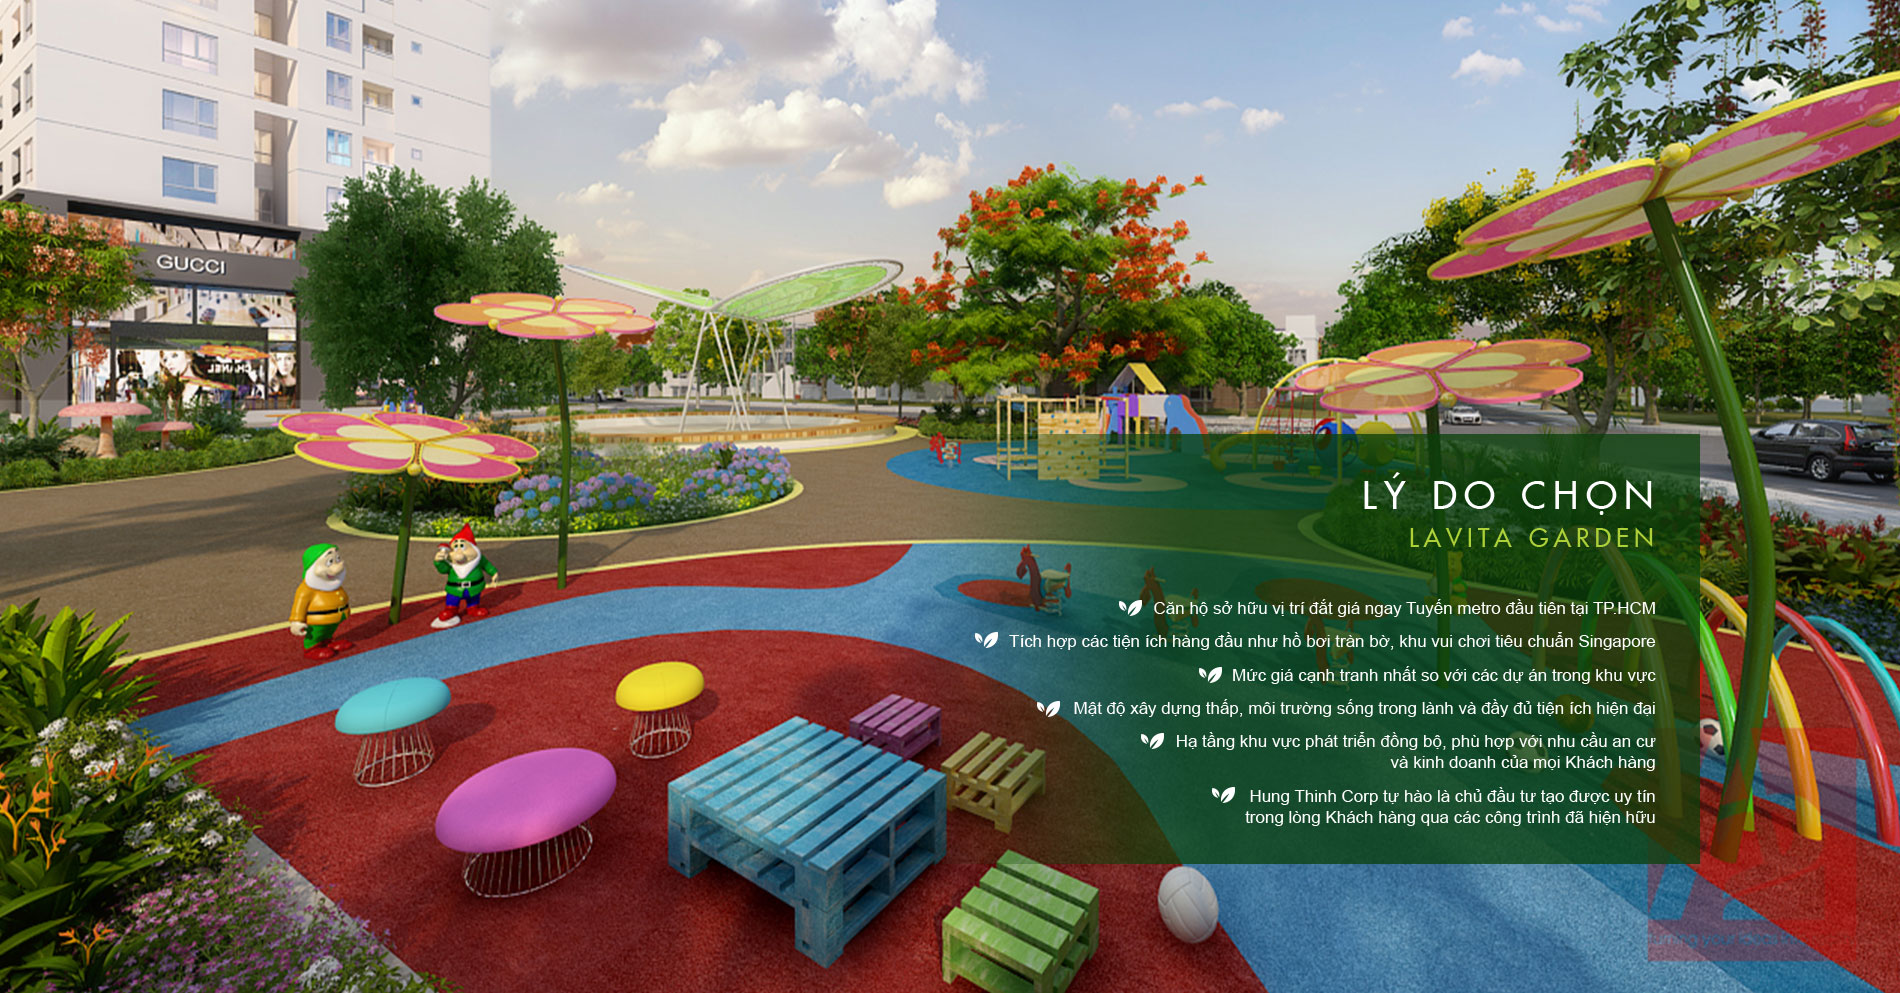 GUCCI
CHANEL
LÝ DO CHỌN
LAVITA GARDEN
Căn hộ sở hữu vị trí đắt giá ngay Tuyến metro đầu tiên tại TP.HCM
Tích hợp các tiện ích hàng đầu như hồ bơi tràn bờ, khu vui chơi tiêu chuẩn Singapore
Mức giá cạnh tranh nhất so với các dự án trong khu vực
Mật độ xây dựng thấp, môi trường sống trong lành và đầy đủ tiện ích hiện đại
Hạ tầng khu vực phát triển đồng bộ, phù hợp với nhu cầu an cư
và kinh doanh của mọi Khách hàng
Hung Thinh Corp tự hào là chủ đầu tư tạo được uy tín
trong lòng Khách hàng qua các công trình đã hiện hữu